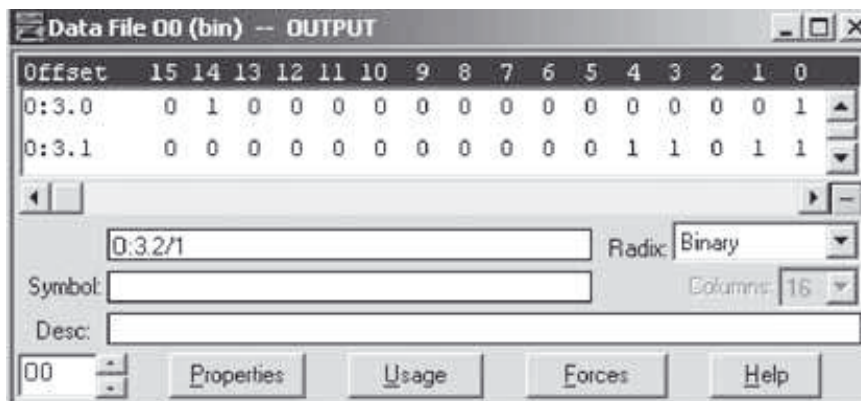 Data File O0 (bin) -- OUTPUT
Offset 15 14 13 12 11 10 9 8 7 6 5 4 3 2 1 0
O:3.0 0 1 0 0 0 0 0 0 0 0 0 0 0 0 0 1
O:3.1 0 0 0 0 0 0 0 0 0 0 0 1 1 0 1 1
O:3.2/1 Radix: Binary
Symbol: Columns: 16
Desc:
O0 Properties Usage Forces Help